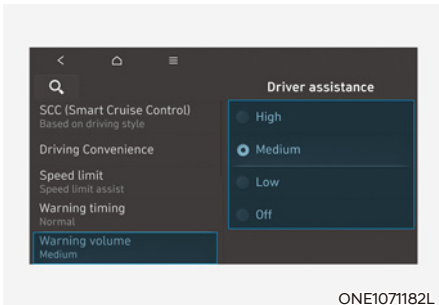 Driver assistance
SCC (Smart Cruise Control)
Based on driving style
Driving Convenience
Speed limit
Speed limit assist
Warning timing
Normal
Warning volume
Medium
High
Medium
Low
Off
ONE1071182L